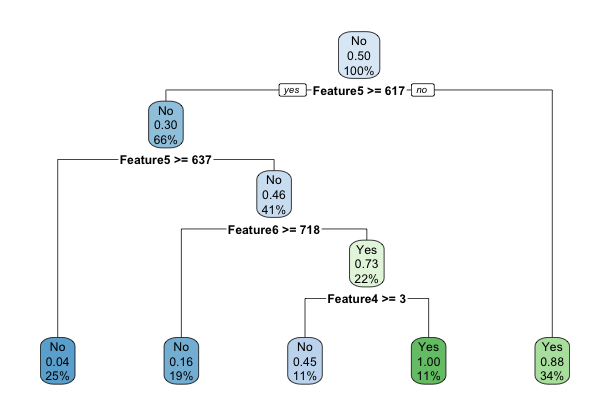 No
0.50
100%
yes Feature5 >= 617 no
No
0.30
66%
Feature5 >= 637
No
0.46
41%
Feature6 >= 718
Yes
0.73
22%
Feature4 >= 3
No
0.04
25%
No
0.16
19%
No
0.45
11%
Yes
1.00
11%
Yes
0.88
34%